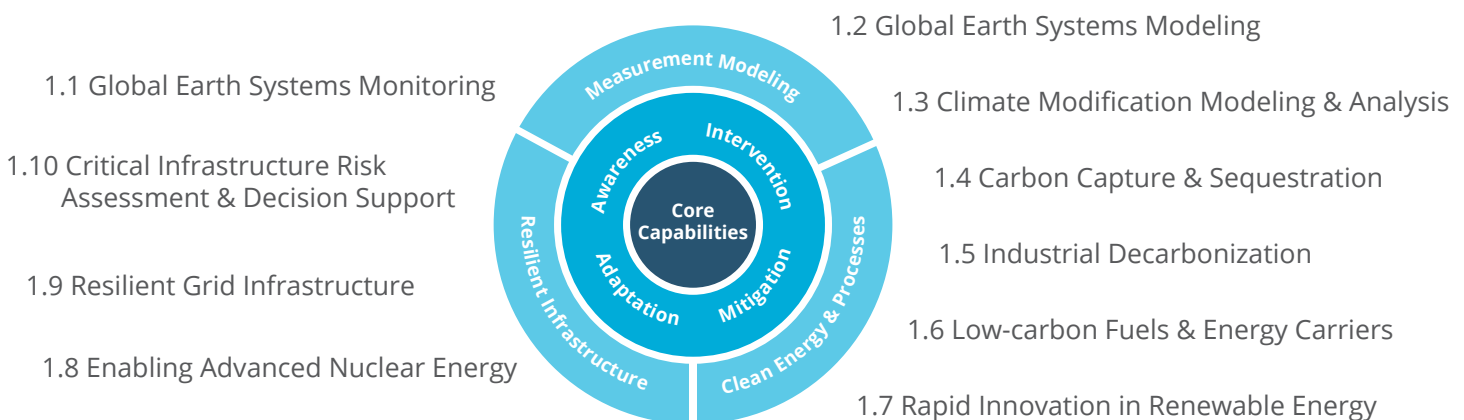 1.1 Global Earth Systems Monitoring
1.10 Critical Infrastructure Risk
Assessment & Decision Support
1.9 Resilient Grid Infrastructure
1.8 Enabling Advanced Nuclear Energy
Measurement Modeling
Awareness
Intervention
Core
Capabilities
Adaptation
Mitigation
Resilient Infrastructure
Clean Energy & Processes
1.2 Global Earth Systems Modeling
1.3 Climate Modification Modeling & Analysis
1.4 Carbon Capture & Sequestration
1.5 Industrial Decarbonization
1.6 Low-carbon Fuels & Energy Carriers
1.7 Rapid Innovation in Renewable Energy